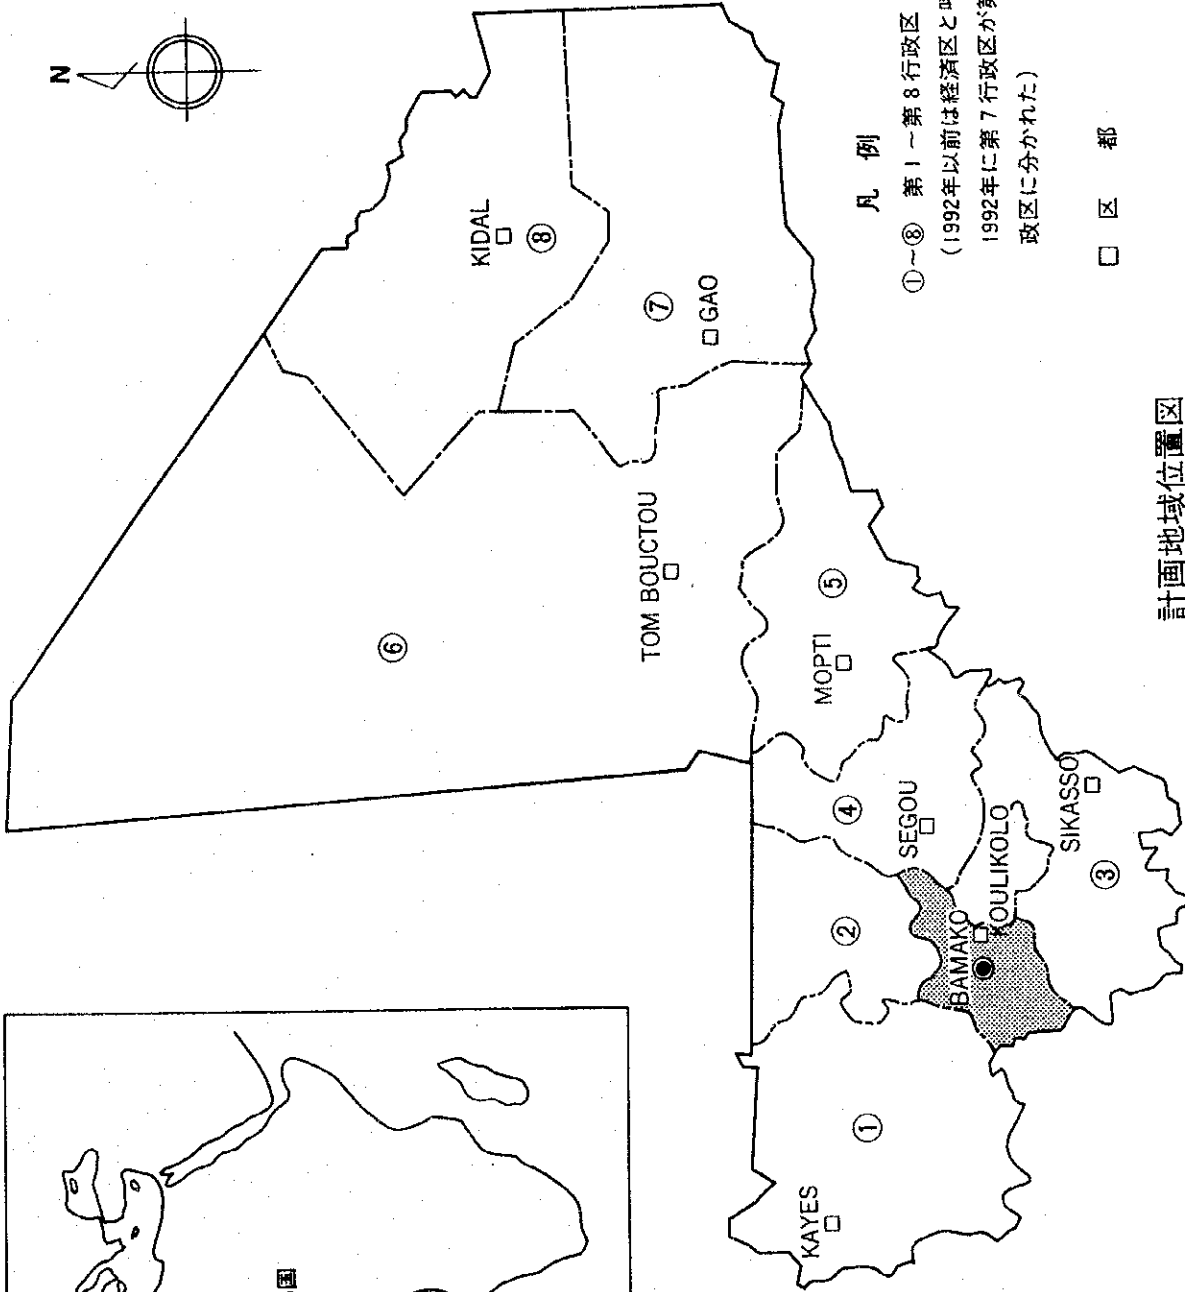 N
KIDAL
⑧
⑦
GAO
⑥
TOM BOUCTOU
⑤
MOPTI
④
SEGOU
②
BAMAKO
KOULIKOLO
SIKASSO
③
①
KAYES
国
凡例
①~⑧ 第1~第8行政区
(1992年以前は経済区と
1992年に第7行政区が
政区に分かれた)
□ 区都
計画地域位置図